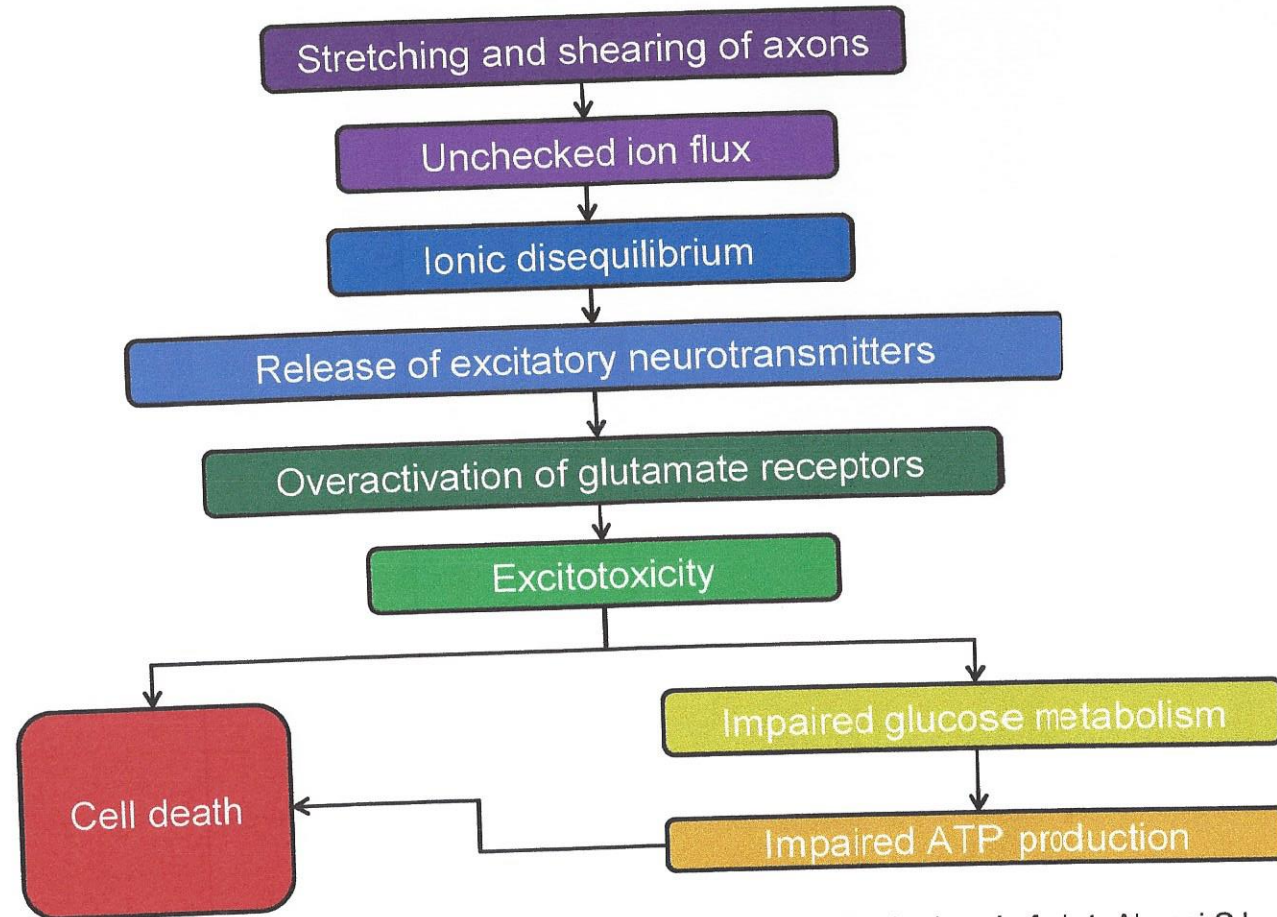 Stretching and shearing of axons
Unchecked ion flux
Ionic disequilibrium
Release of excitatory neurotransmitters
Overactivation of glutamate receptors
Excitotoxicity
Impaired glucose metabolism
Cell death
Impaired ATP production